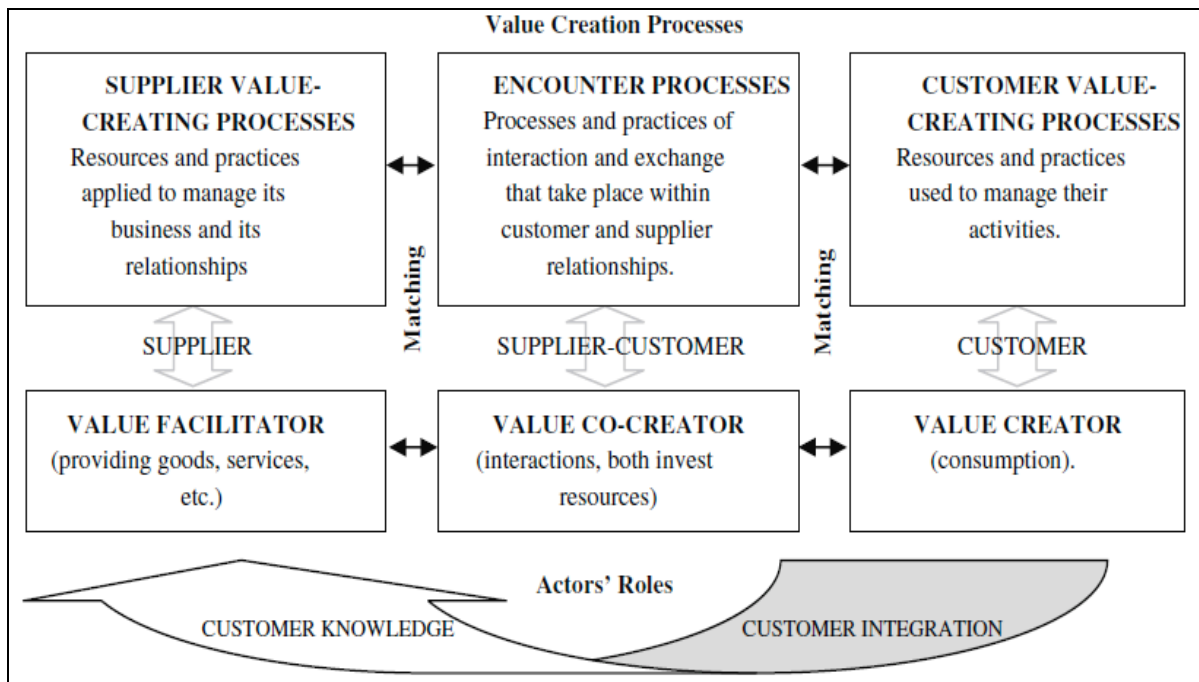 Value Creation Processes
SUPPLIER VALUE-
CREATING PROCESSES
Resources and practices
applied to manage its
business and its
relationships
Matching
ENCOUNTER PROCESSES
Processes and practices of
interaction and exchange
that take place within
customer and supplier
relationships.
Matching
CUSTOMER VALUE-
CREATING PROCESSES
Resources and practices
used to manage their
activities.
SUPPLIER
SUPPLIER-CUSTOMER
CUSTOMER
VALUE FACILITATOR
(providing goods, services,
etc.)
VALUE CO-CREATOR
(interactions, both invest
resources)
VALUE CREATOR
(consumption).
Actors' Roles
CUSTOMER KNOWLEDGE
CUSTOMER INTEGRATION